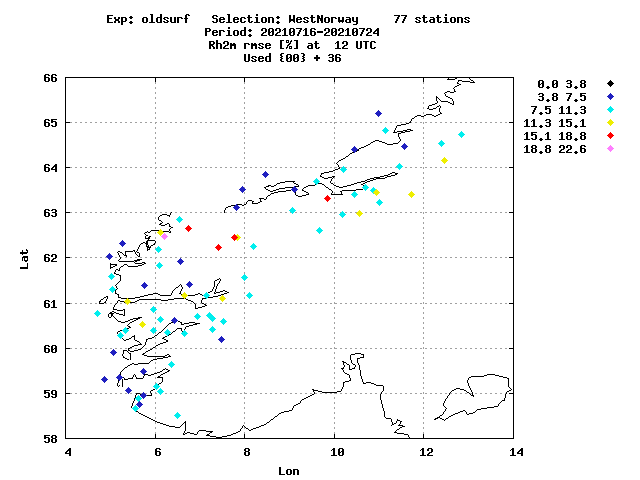 Exp: oldsurf Selection: WestNorway 77 stations
Period: 20210716-20210724
Rh2m rmse [%] at 12 UTC
Used {00} + 36
0.0 3.8
3.8 7.5
7.5 11.3
11.3 15.1
15.1 18.8
18.8 22.6
66
65
64
63
62
61
60
59
58
Lat
4 6 8 10 12 14
Lon